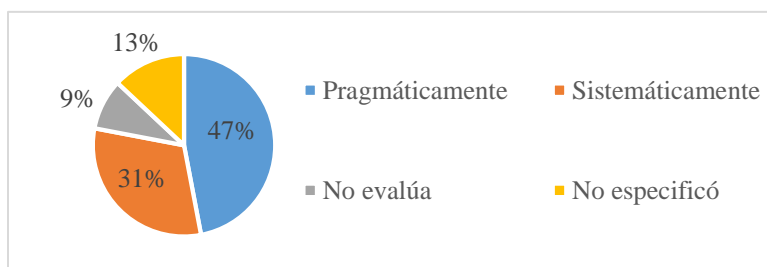 13%
9%
47%
31%
Pragmáticamente
Sistemáticamente
No evalúa
No especificó